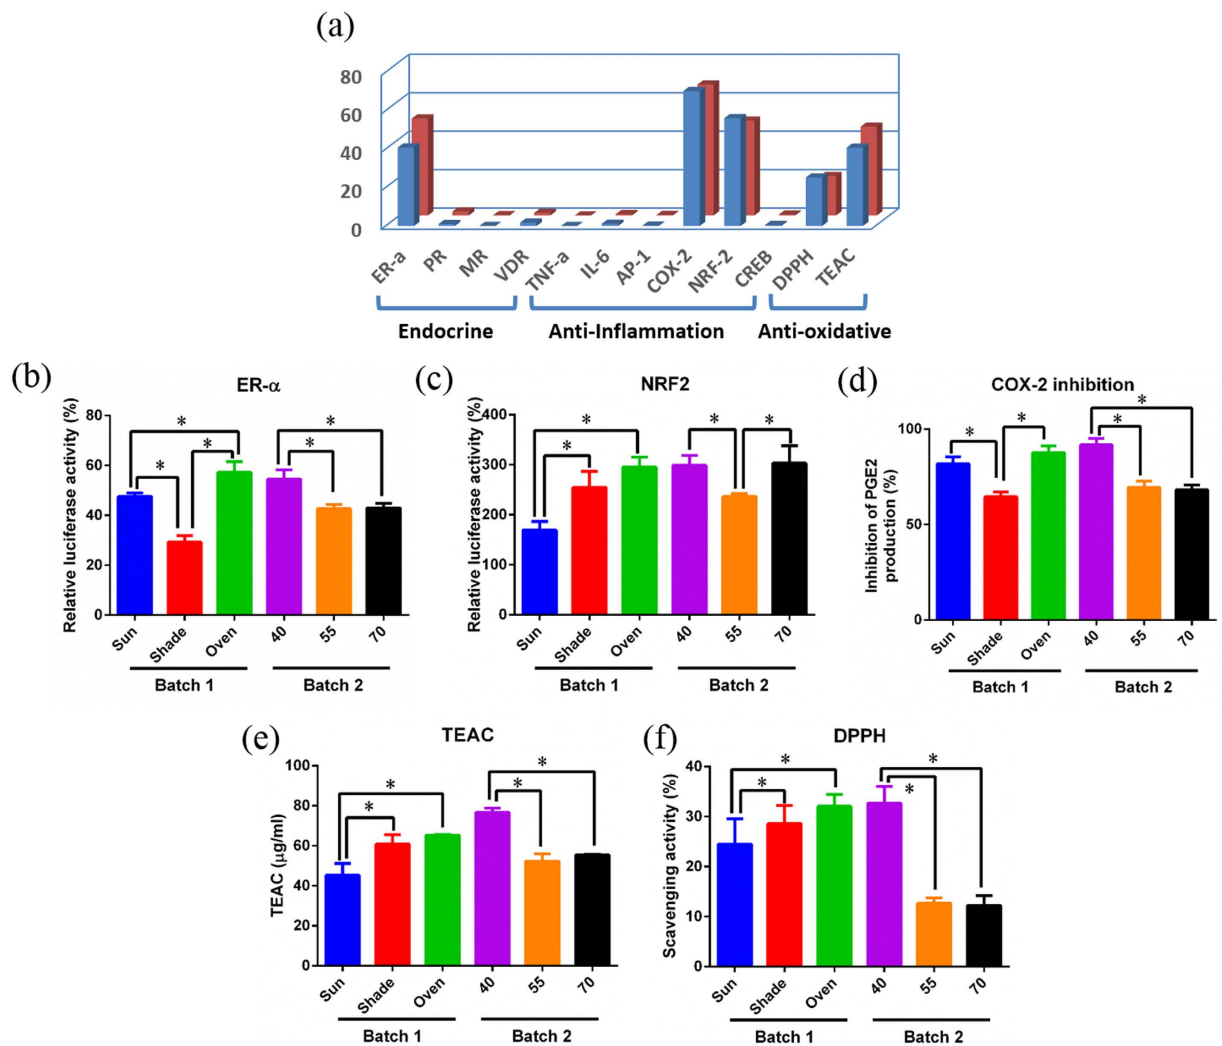 (a)
80
60
40
20
0
ER-a PR MR VDR TNF-a IL-6 AP-1 COX-2 NRF-2 CREB DPPH TEAC
Endocrine Anti-Inflammation Anti-oxidative
(b)
ER-α
Relative luciferase activity (%)
80
60
40
20
0
* * * * *
Sun Shade Oven 40 55 70
Batch 1 Batch 2
(c)
NRF2
Relative luciferase activity (%)
400
300
200
100
0
* * * *
Sun Shade Oven 40 55 70
Batch 1 Batch 2
(d)
COX-2 inhibition
Inhibition of PGE2
production (%)
100
50
0
* * * *
Sun Shade Oven 40 55 70
Batch 1 Batch 2
(e)
TEAC
TEAC (μg/ml)
100
80
60
40
20
0
* * * *
Sun Shade Oven 40 55 70
Batch 1 Batch 2
(f)
DPPH
Scavenging activity (%)
40
30
20
10
0
* * * *
Sun Shade Oven 40 55 70
Batch 1 Batch 2